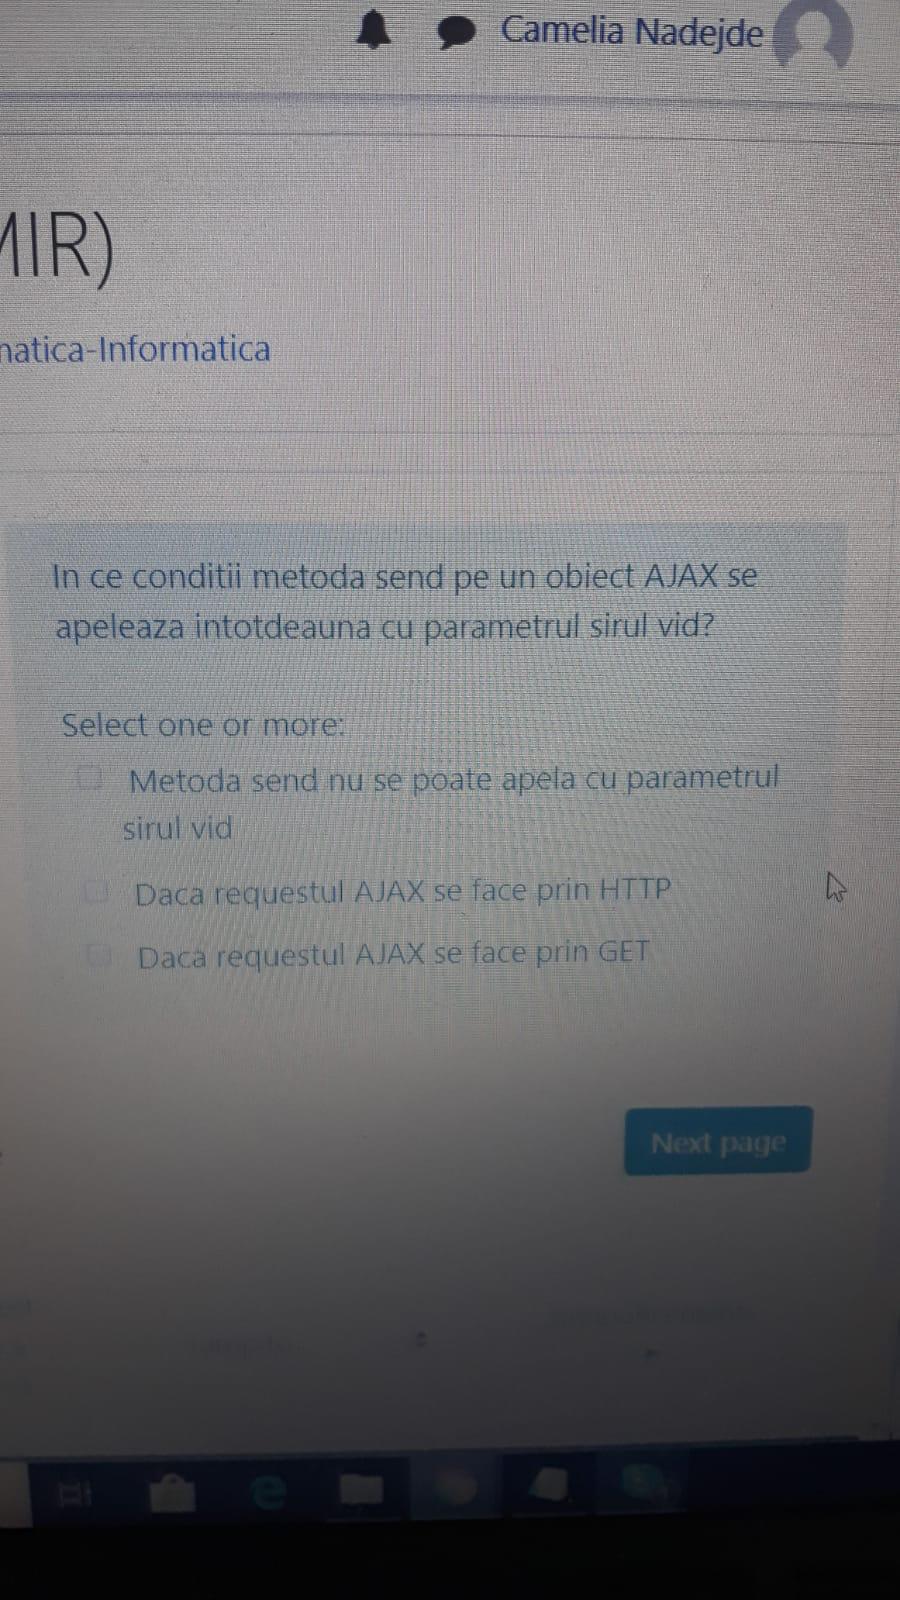 Camelia Nadejde
MIR)
natica-Informatica
In ce conditii metoda send pe un obiect AJAX se
apeleaza intotdeauna cu parametrul sirul vid?
Select one or more:
Metoda send nu se poate apela cu parametrul
sirul vid
Daca requestul AJAX se face prin HTTP
Daca requestul AJAX se face prin GET
Next page